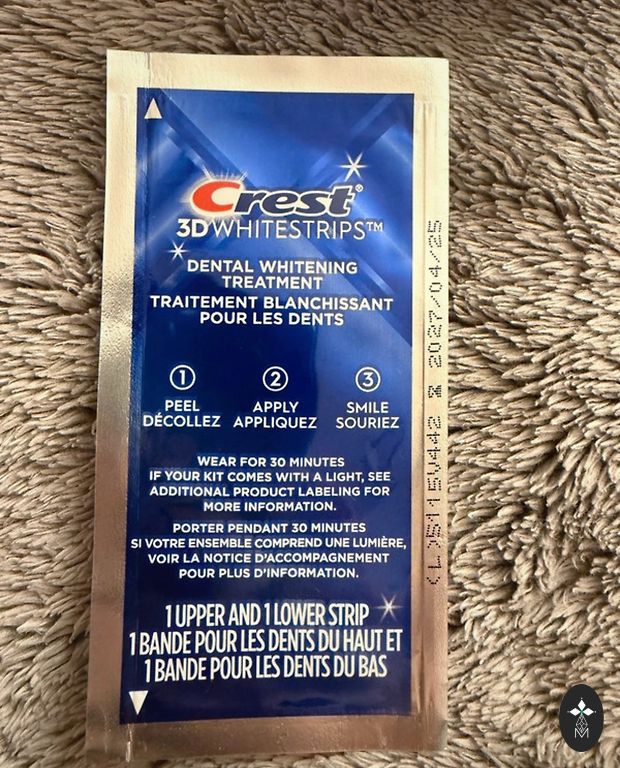 Crest®
3DWHITESTRIPS™
DENTAL WHITENING
TREATMENT
TRAITEMENT BLANCHISSANT
POUR LES DENTS
1 2 3
PEEL APPLY SMILE
DÉCOLLEZ APPLIQUEZ SOURIEZ
WEAR FOR 30 MINUTES
IF YOUR KIT COMES WITH A LIGHT, SEE
ADDITIONAL PRODUCT LABELING FOR
MORE INFORMATION.
PORTER PENDANT 30 MINUTES
SI VOTRE ENSEMBLE COMPREND UNE LUMIÈRE,
VOIR LA NOTICE D'ACCOMPAGNEMENT
POUR PLUS D'INFORMATION.
1 UPPER AND 1 LOWER STRIP
1 BANDE POUR LES DENTS DU HAUT ET
1 BANDE POUR LES DENTS DU BAS
(L)5115V442 2027/04/25
M